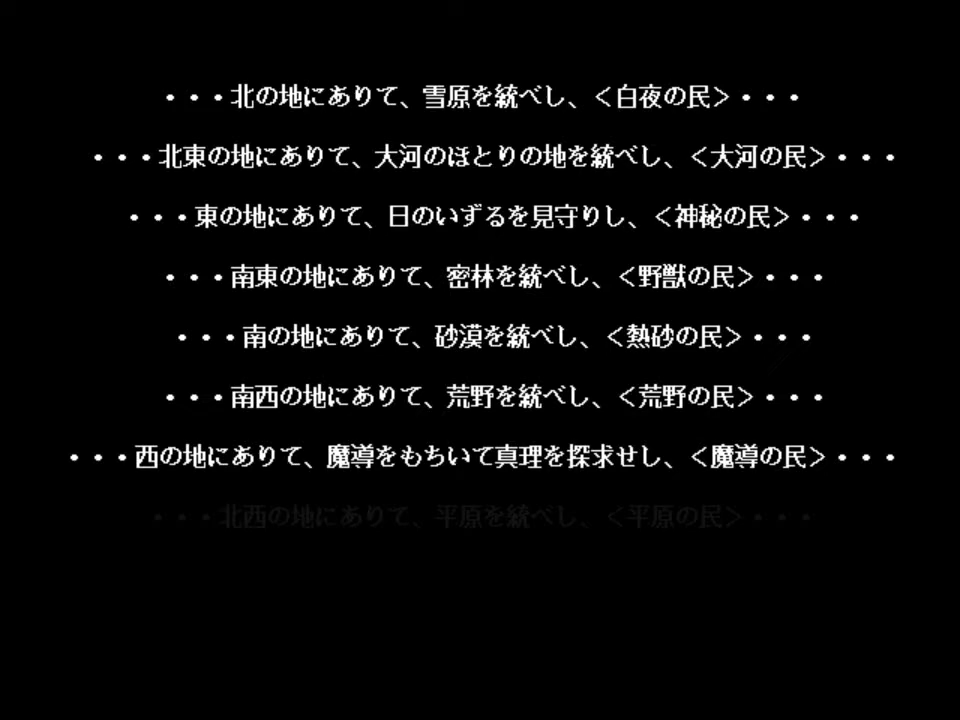 ・・・北の地にありて、雪原を統べし、＜白夜の民＞・・・
・・・北東の地にありて、大河のほとりの地を統べし、＜大河の民＞・・・
・・・東の地にありて、日のいずるを見守りし、＜神秘の民＞・・・
・・・南東の地にありて、密林を統べし、＜野獣の民＞・・・
・・・南の地にありて、砂漠を統べし、＜熱砂の民＞・・・
・・・南西の地にありて、荒野を統べし、＜荒野の民＞・・・
・・・西の地にありて、魔導をもちいて真理を探求せし、＜魔導の民＞・・・
・・・北西の地にありて、平原を統べし、＜平原の民＞・・・